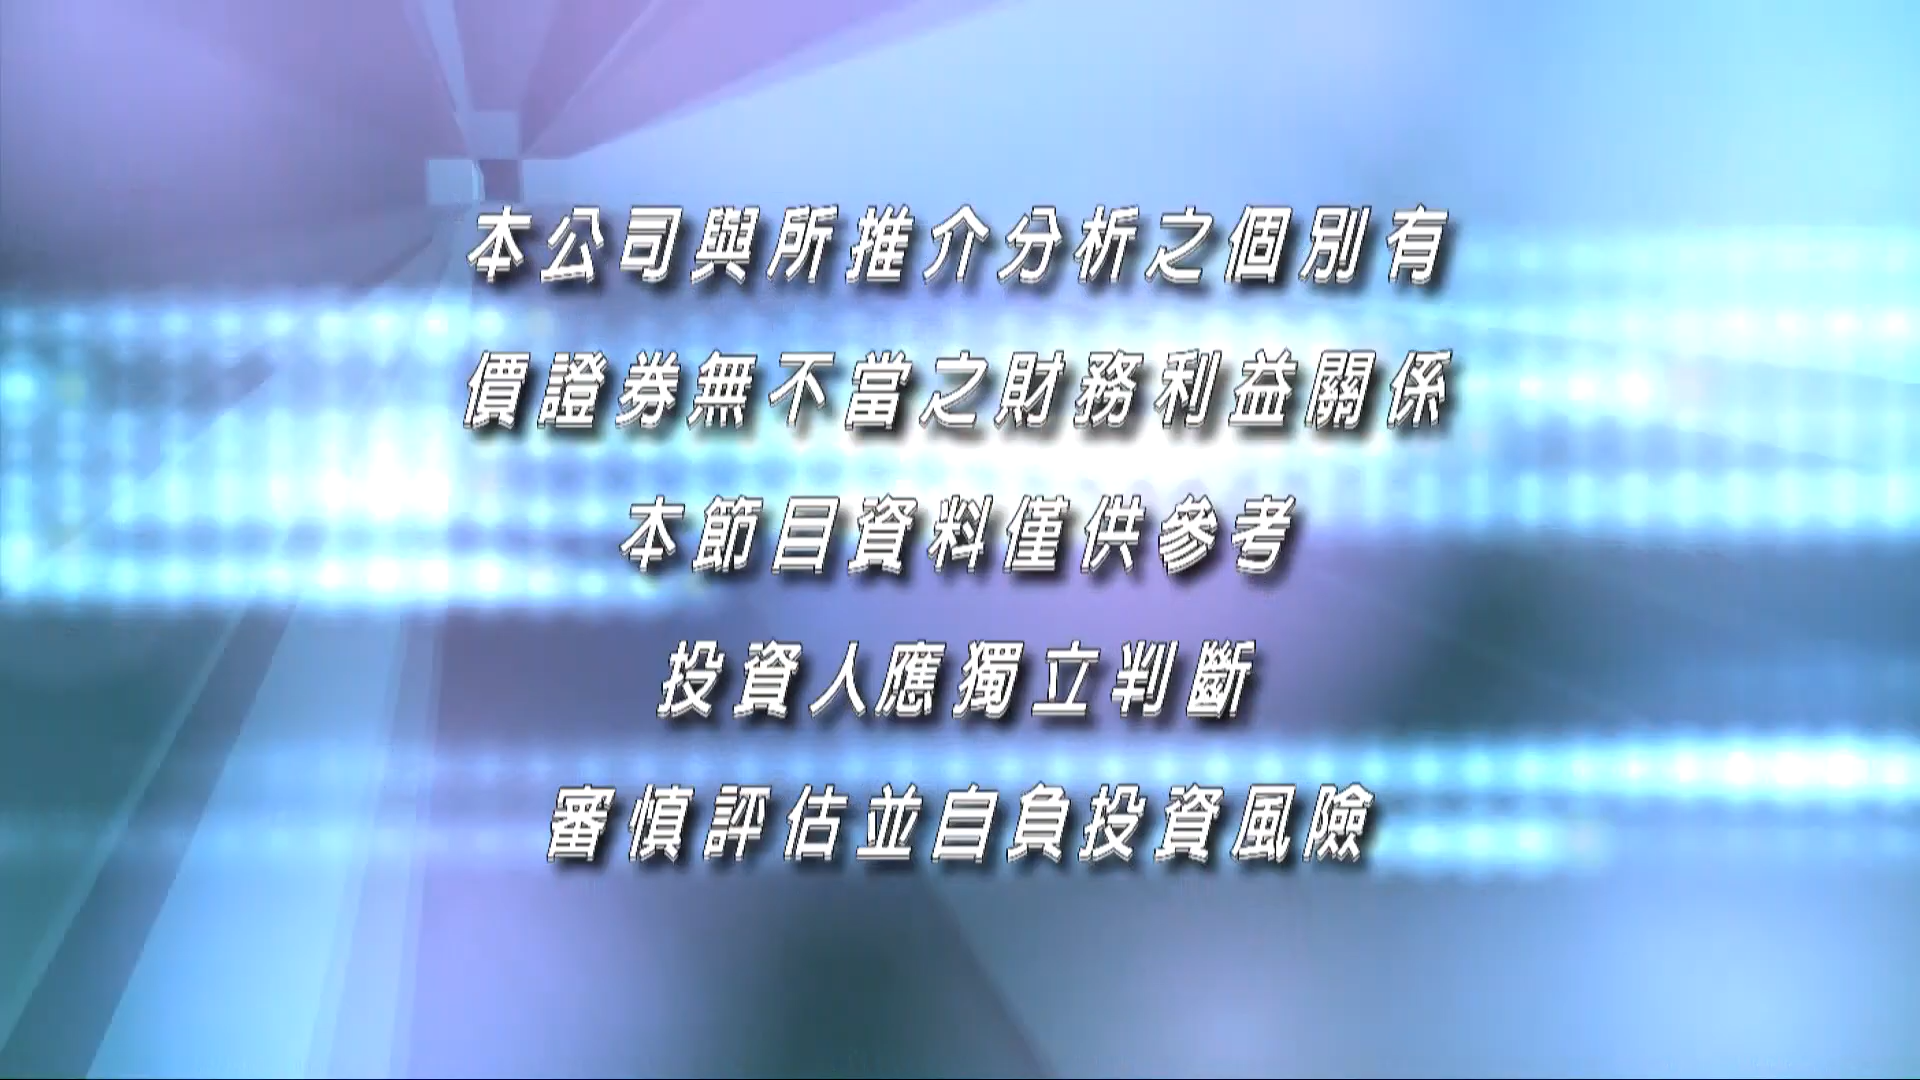 本公司與所推介分析之個別有
價證券無不當之財務利益關係
本節目資料僅供參考
投資人應獨立判斷
審慎評估並自負投資風險